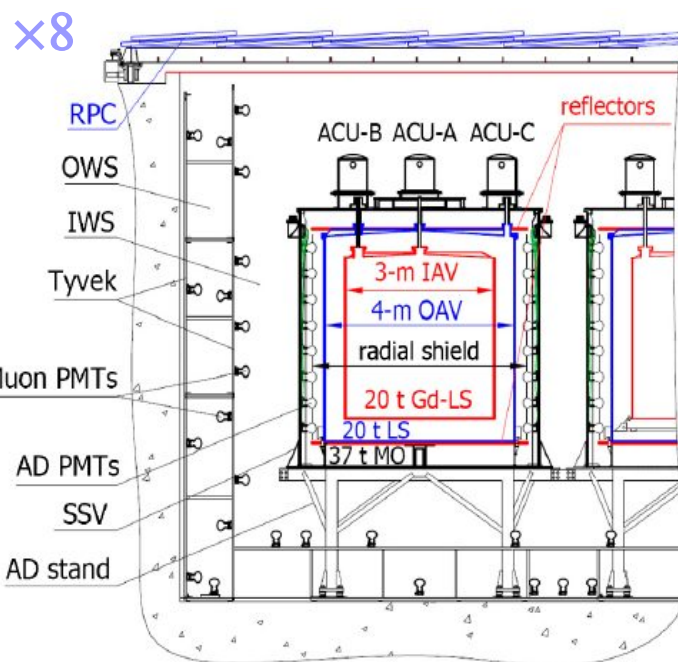 ×8
RPC
reflectors
ACU-B ACU-A ACU-C
OWS
IWS
3-m IAV
Tyvek
4-m OAV
radial shield
Muon PMTs
20 t Gd-LS
20 t LS
37 t MO
AD PMTs
SSV
AD stand